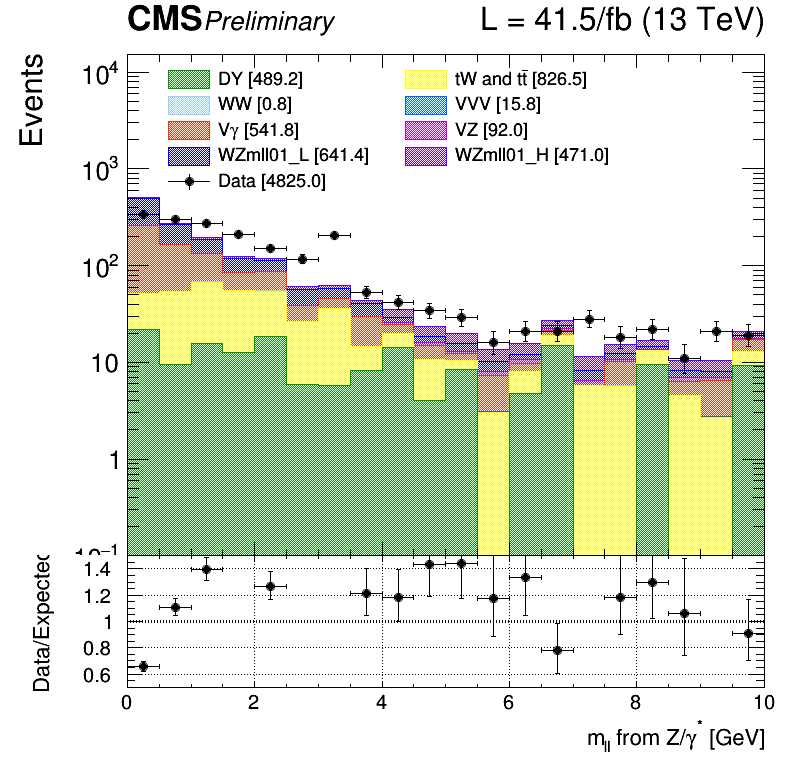 CMS Preliminary L = 41.5/fb (13 TeV)
Events
10⁴
10³
10²
10
1
10⁻¹
DY [489.2]
tW and tt̄ [826.5]
WW [0.8]
VVV [15.8]
Vγ [541.8]
VZ [92.0]
WZmll01_L [641.4]
WZmll01_H [471.0]
Data [4825.0]
Data/Expected
1.4
1.2
1
0.8
0.6
0 2 4 6 8 10
m_ll from Z/γ* [GeV]